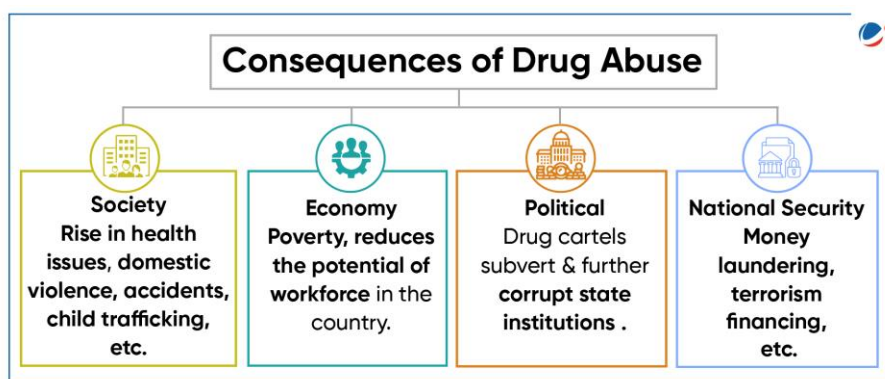 Consequences of Drug Abuse
Society
Rise in health
issues, domestic
violence, accidents,
child trafficking,
etc.
Economy
Poverty, reduces
the potential of
workforce in the
country.
Political
Drug cartels
subvert & further
corrupt state
institutions .
National Security
Money
laundering,
terrorism
financing,
etc.